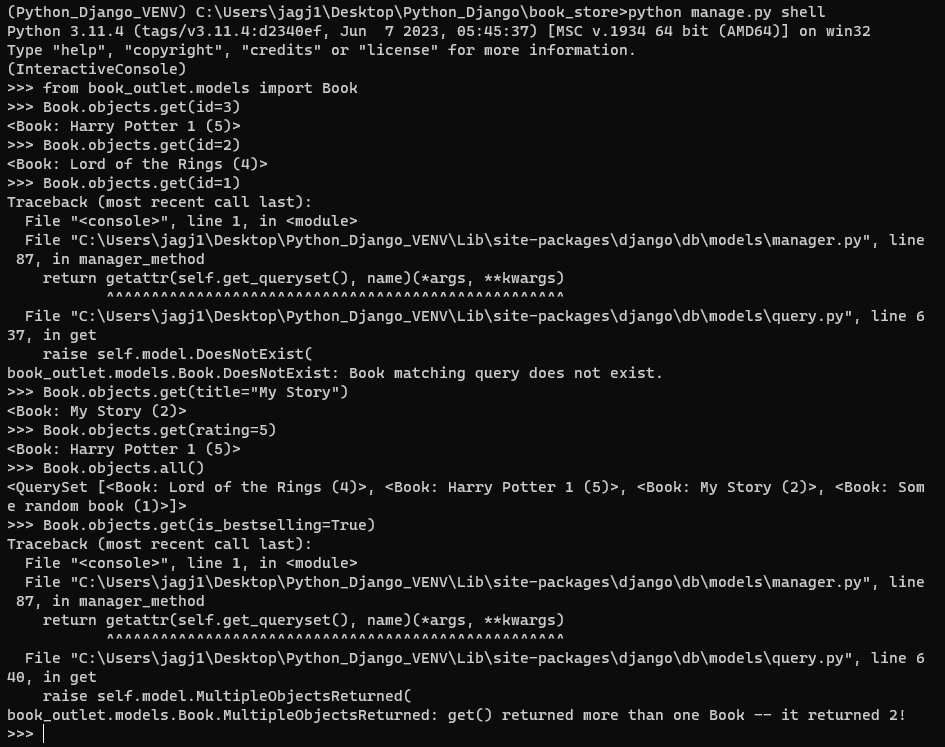 (Python_Django_VENV) C:\Users\jagj1\Desktop\Python_Django\book_store>python manage.py shell
Python 3.11.4 (tags/v3.11.4:d2340ef, Jun  7 2023, 05:45:37) [MSC v.1934 64 bit (AMD64)] on win32
Type "help", "copyright", "credits" or "license" for more information.
(InteractiveConsole)
>>> from book_outlet.models import Book
>>> Book.objects.get(id=3)
<Book: Harry Potter 1 (5)>
>>> Book.objects.get(id=2)
<Book: Lord of the Rings (4)>
>>> Book.objects.get(id=1)
Traceback (most recent call last):
  File "<console>", line 1, in <module>
  File "C:\Users\jagj1\Desktop\Python_Django_VENV\Lib\site-packages\django\db\models\manager.py", line
 87, in manager_method
    return getattr(self.get_queryset(), name)(*args, **kwargs)
           ^^^^^^^^^^^^^^^^^^^^^^^^^^^^^^^^^^^^^^^^^^^^^^^^^^^
  File "C:\Users\jagj1\Desktop\Python_Django_VENV\Lib\site-packages\django\db\models\query.py", line 6
37, in get
    raise self.model.DoesNotExist(
book_outlet.models.Book.DoesNotExist: Book matching query does not exist.
>>> Book.objects.get(title="My Story")
<Book: My Story (2)>
>>> Book.objects.get(rating=5)
<Book: Harry Potter 1 (5)>
>>> Book.objects.all()
<QuerySet [<Book: Lord of the Rings (4)>, <Book: Harry Potter 1 (5)>, <Book: My Story (2)>, <Book: Som
e random book (1)>]>
>>> Book.objects.get(is_bestselling=True)
Traceback (most recent call last):
  File "<console>", line 1, in <module>
  File "C:\Users\jagj1\Desktop\Python_Django_VENV\Lib\site-packages\django\db\models\manager.py", line
 87, in manager_method
    return getattr(self.get_queryset(), name)(*args, **kwargs)
           ^^^^^^^^^^^^^^^^^^^^^^^^^^^^^^^^^^^^^^^^^^^^^^^^^^^
  File "C:\Users\jagj1\Desktop\Python_Django_VENV\Lib\site-packages\django\db\models\query.py", line 6
40, in get
    raise self.model.MultipleObjectsReturned(
book_outlet.models.Book.MultipleObjectsReturned: get() returned more than one Book -- it returned 2!
>>>